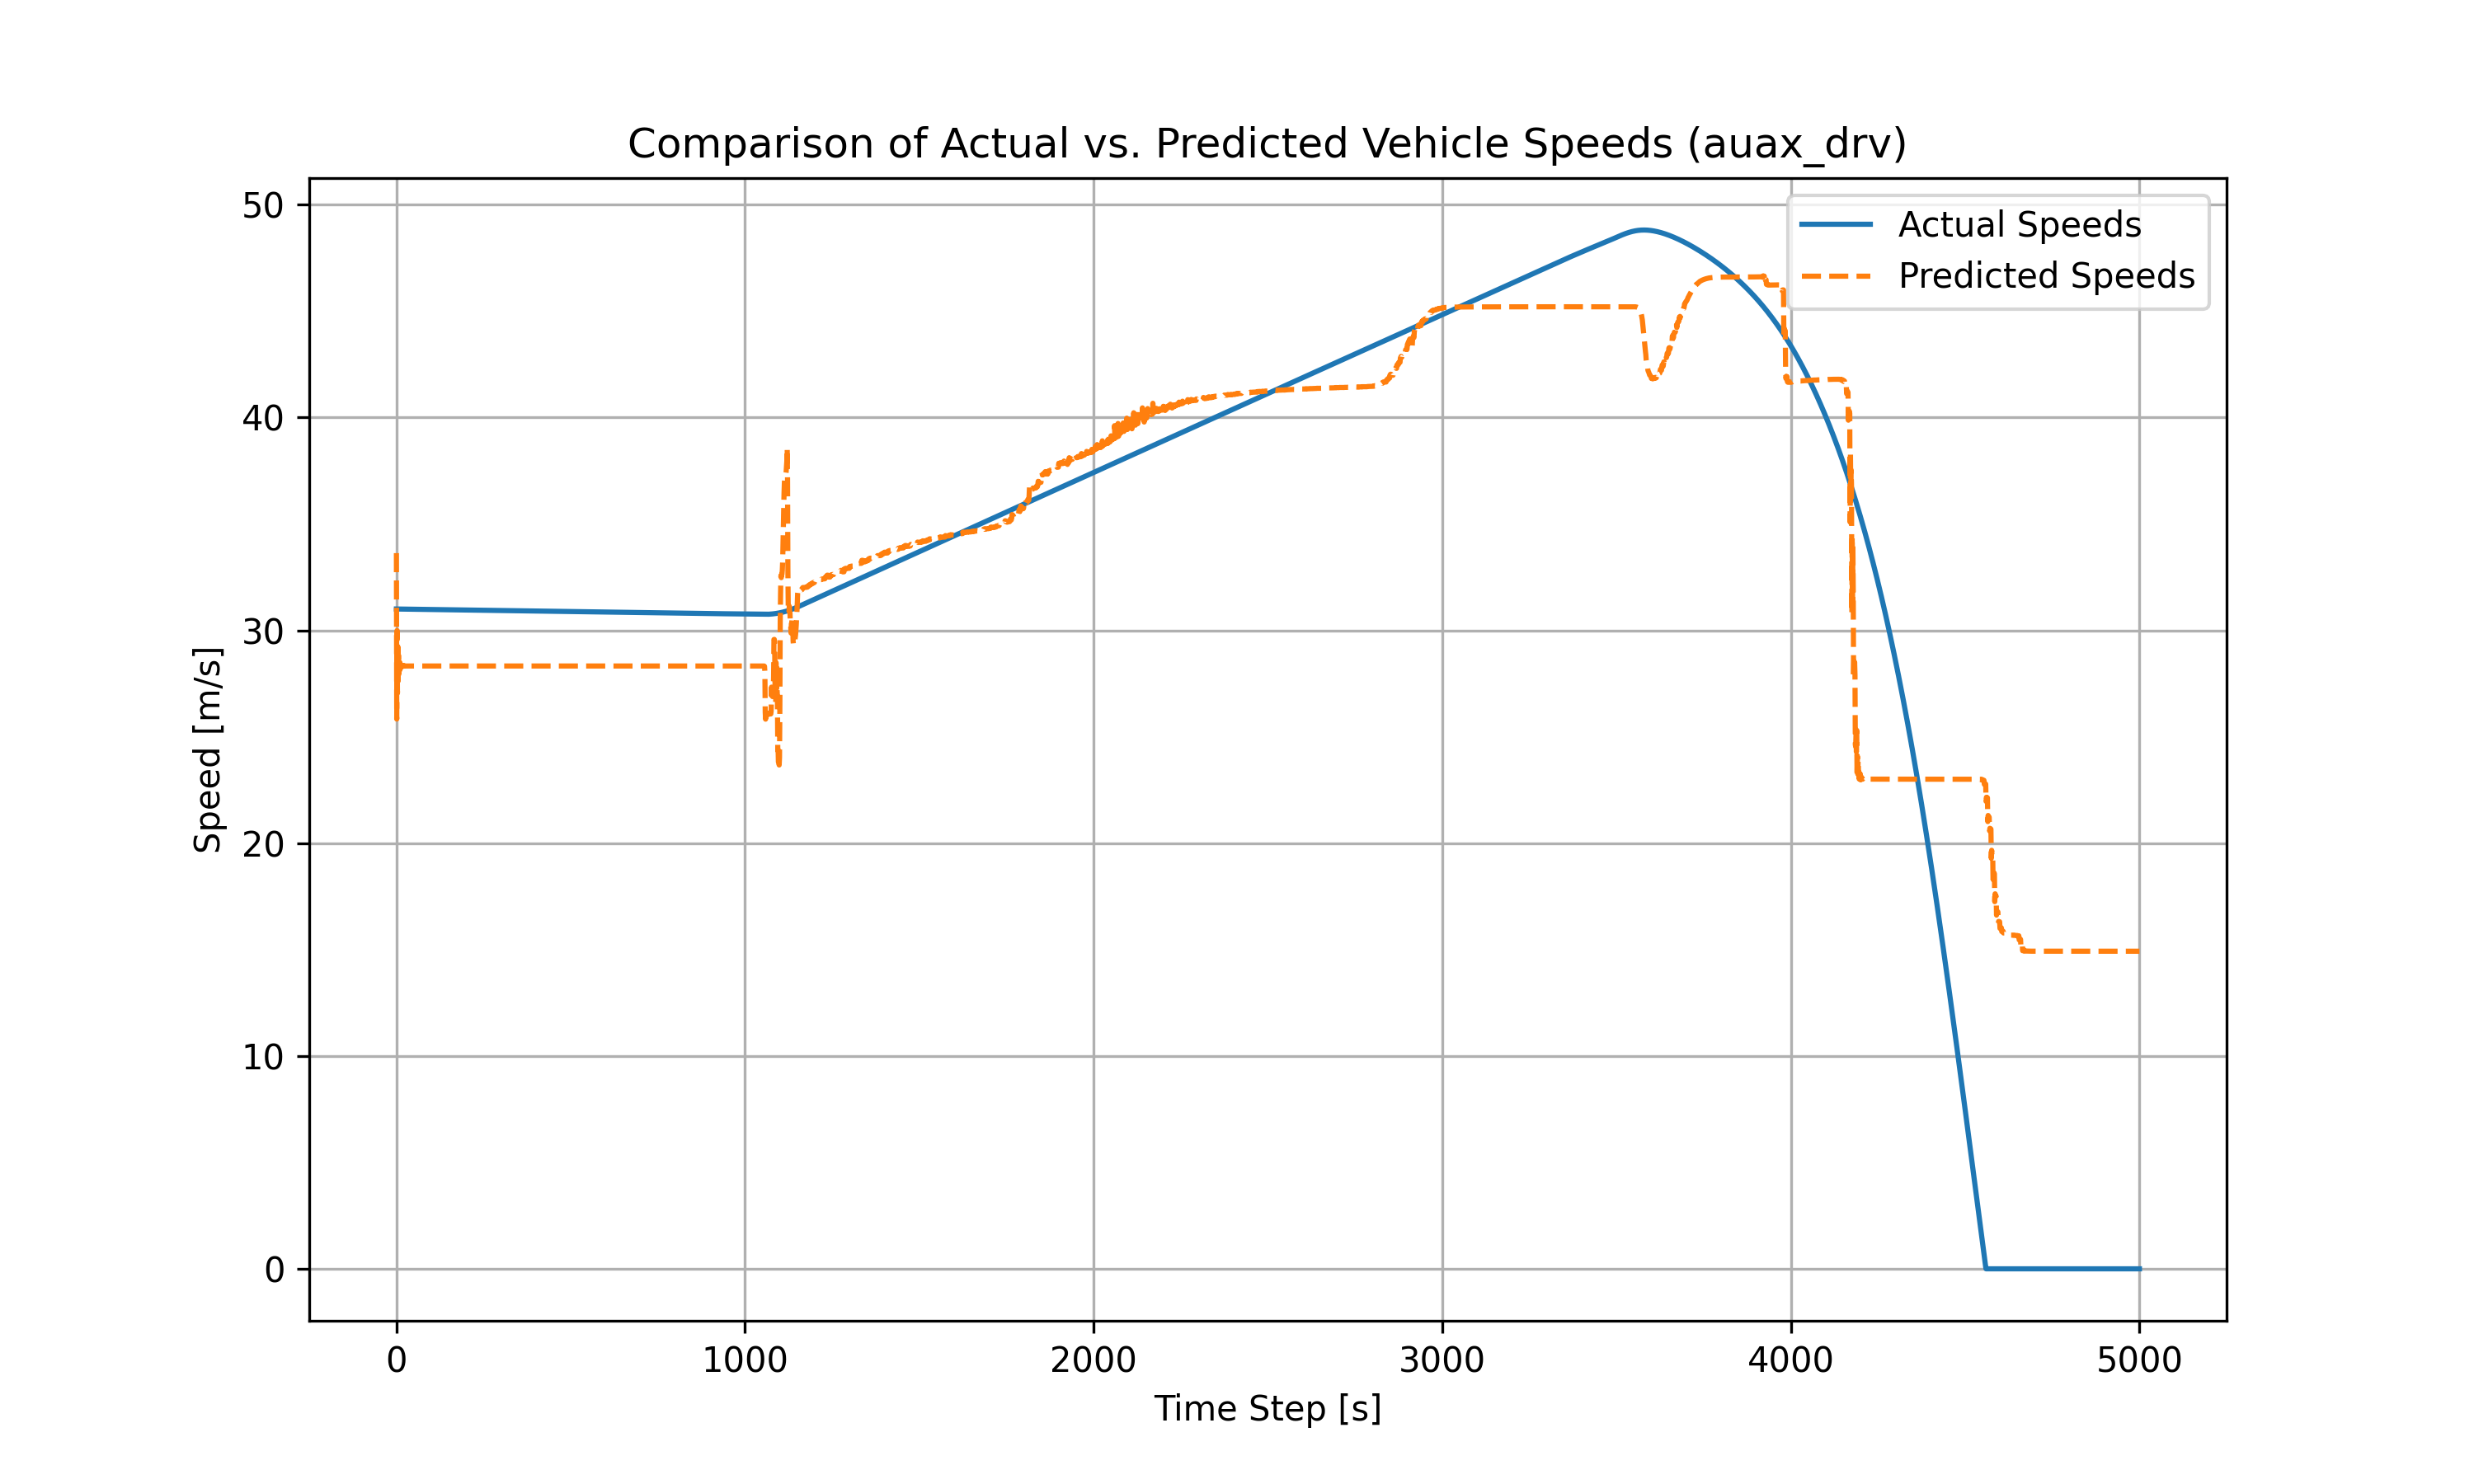 Comparison of Actual vs. Predicted Vehicle Speeds (auax_drv)
Actual Speeds
Predicted Speeds
Speed [m/s]
50
40
30
20
10
0
0 1000 2000 3000 4000 5000
Time Step [s]